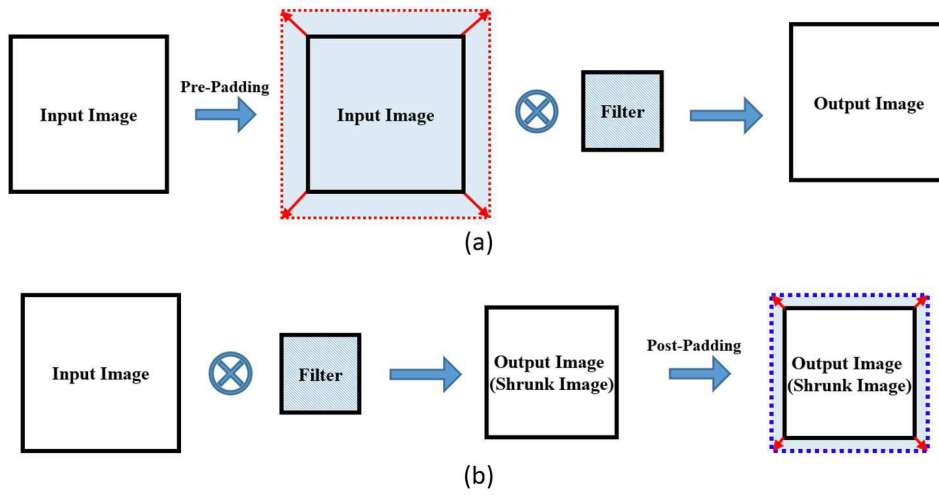 Input Image
Pre-Padding
Input Image
Filter
Output Image
(a)
Input Image
Filter
Output Image
(Shrunk Image)
Post-Padding
Output Image
(Shrunk Image)
(b)